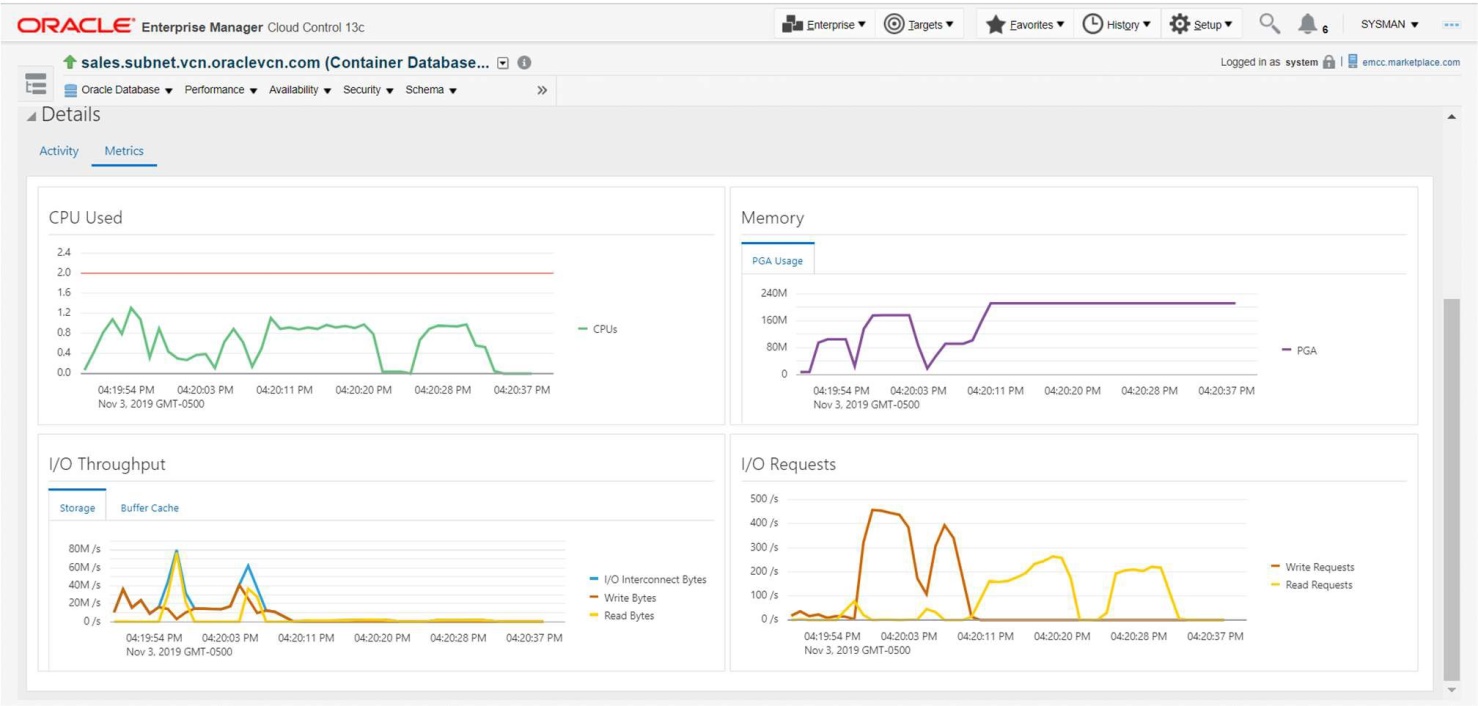 ORACLE® Enterprise Manager Cloud Control 13c
Enterprise ▼ Targets ▼ Favorites ▼ History ▼ Setup ▼ 6 SYSMAN ▼
sales.subnet.vcn.oraclevcn.com (Container Database...
Logged in as system | emcc.marketplace.com
Oracle Database ▼ Performance ▼ Availability ▼ Security ▼ Schema ▼ »
Details
Activity Metrics
CPU Used
2.4
2.0
1.6
1.2
0.8
0.4
0.0
CPUs
04:19:54 PM 04:20:03 PM 04:20:11 PM 04:20:20 PM 04:20:28 PM 04:20:37 PM
Nov 3, 2019 GMT-0500
Memory
PGA Usage
240M
160M
80M
0
PGA
04:19:54 PM 04:20:03 PM 04:20:11 PM 04:20:20 PM 04:20:28 PM 04:20:37 PM
Nov 3, 2019 GMT-0500
I/O Throughput
Storage Buffer Cache
80M /s
60M /s
40M /s
20M /s
0 /s
I/O Interconnect Bytes
Write Bytes
Read Bytes
04:19:54 PM 04:20:03 PM 04:20:11 PM 04:20:20 PM 04:20:28 PM 04:20:37 PM
Nov 3, 2019 GMT-0500
I/O Requests
500 /s
400 /s
300 /s
200 /s
100 /s
0 /s
Write Requests
Read Requests
04:19:54 PM 04:20:03 PM 04:20:11 PM 04:20:20 PM 04:20:28 PM 04:20:37 PM
Nov 3, 2019 GMT-0500